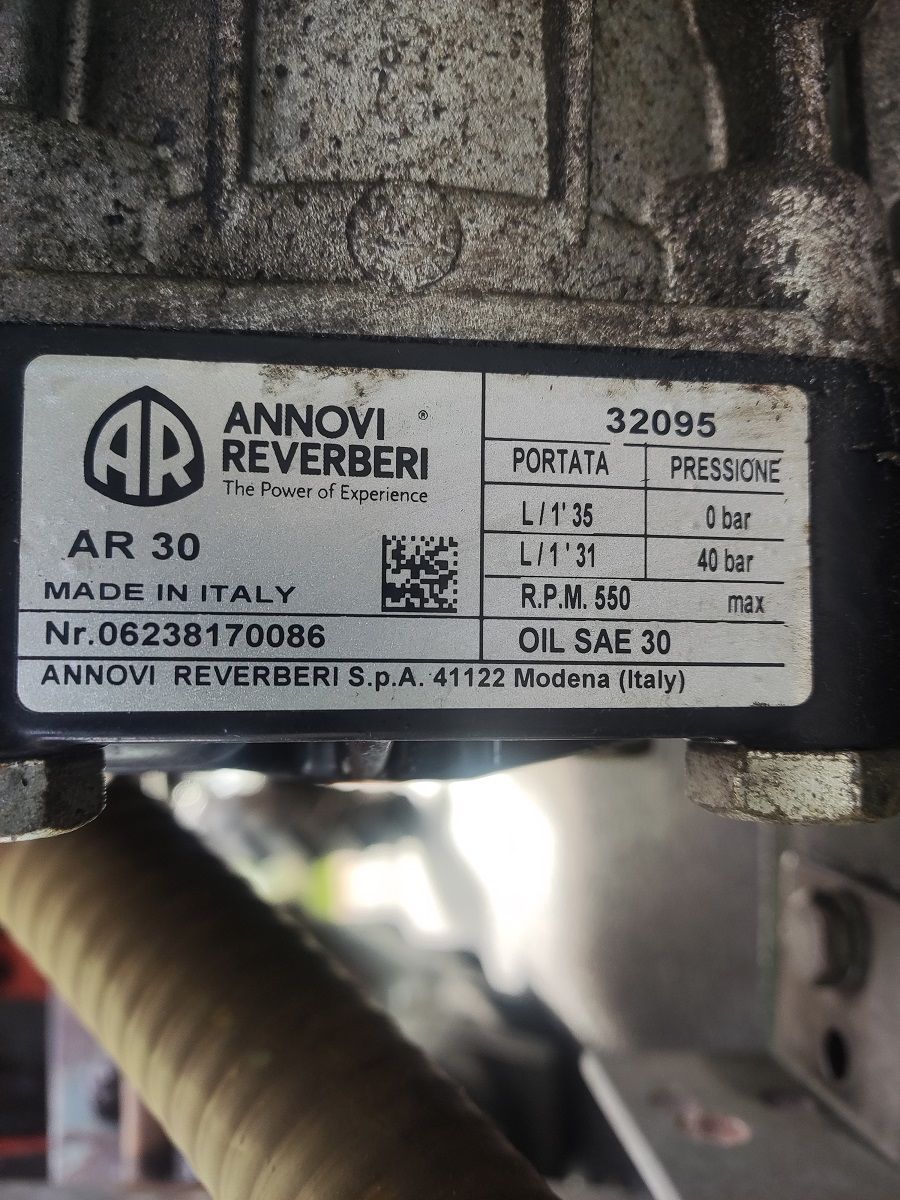 AR
ANNOVI ®
REVERBERI
The Power of Experience
AR 30
MADE IN ITALY
Nr.06238170086
32095
PORTATA PRESSIONE
L/1' 35 0 bar
L/1' 31 40 bar
R.P.M. 550 max
OIL SAE 30
ANNOVI REVERBERI S.p.A. 41122 Modena (Italy)